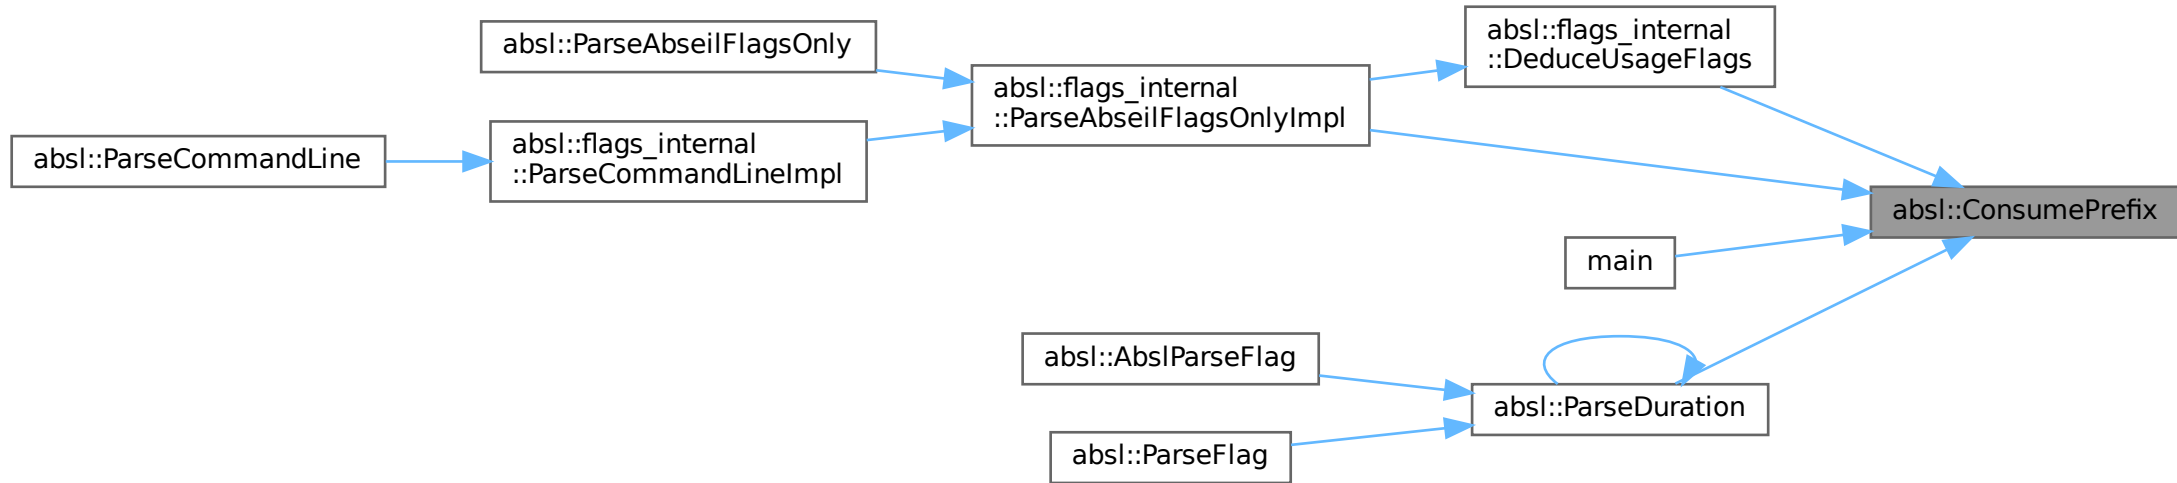 absl::ParseAbseilFlagsOnly
absl::flags_internal
::DeduceUsageFlags
absl::flags_internal
::ParseAbseilFlagsOnlyImpl
absl::ParseCommandLine
absl::flags_internal
::ParseCommandLineImpl
absl::ConsumePrefix
main
absl::AbslParseFlag
absl::ParseDuration
absl::ParseFlag